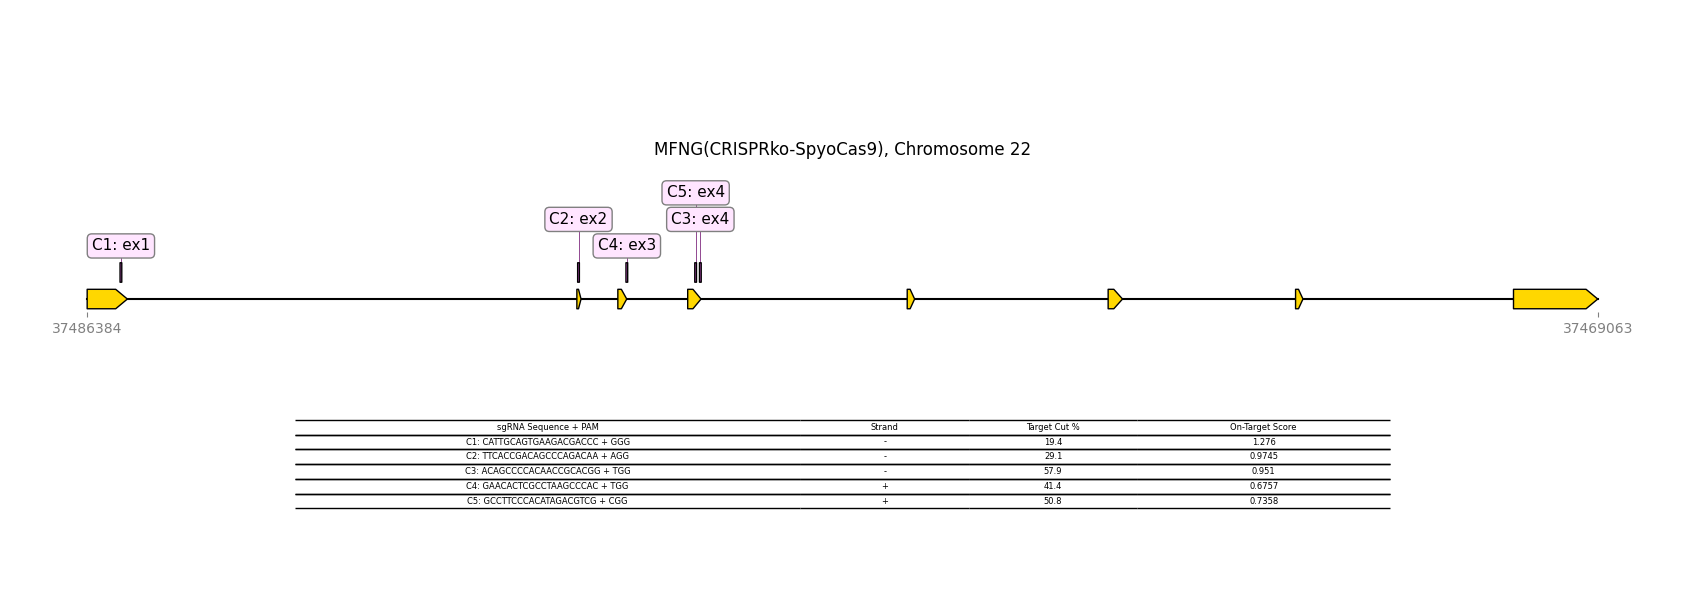 MFNG(CRISPRko-SpyoCas9), Chromosome 22
C5: ex4
C2: ex2
C3: ex4
C1: ex1
C4: ex3
37486384
37469063
sgRNA Sequence + PAM Strand Target Cut % On-Target Score
C1: CATTGCAGTGAAGACGACCC + GGG - 19.4 1.276
C2: TTCACCGACAGCCCAGACAA + AGG - 29.1 0.9745
C3: ACAGCCCCACAACCGCACGG + TGG - 57.9 0.951
C4: GAACACTCGCCTAAGCCCAC + TGG + 41.4 0.6757
C5: GCCTTCCCACATAGACGTCG + CGG + 50.8 0.7358